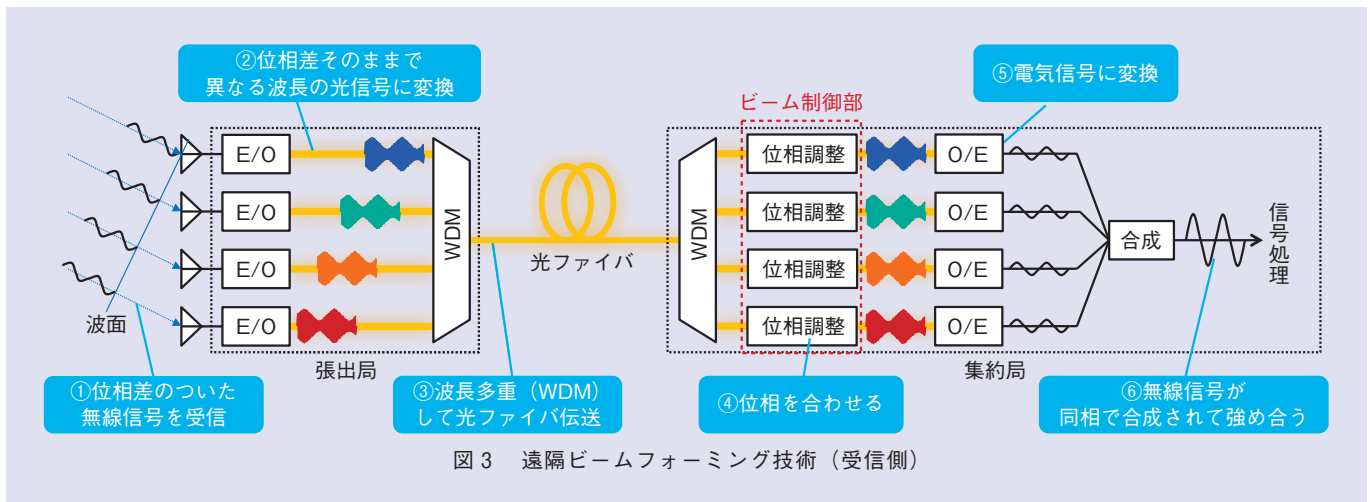 ②位相差そのままで
異なる波長の光信号に変換
⑤電気信号に変換
ビーム制御部
E/O
E/O
E/O
E/O
WDM
光ファイバ
WDM
位相調整
位相調整
位相調整
位相調整
O/E
O/E
O/E
O/E
合成
信号処理
波面
張出局
集約局
①位相差のついた
無線信号を受信
③波長多重（WDM）
して光ファイバ伝送
④位相を合わせる
⑥無線信号が
同相で合成されて強め合う
図3 遠隔ビームフォーミング技術（受信側）